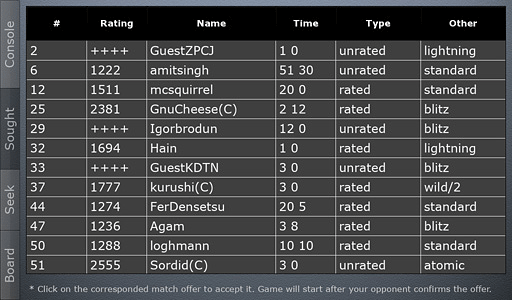 Console
Sought
Seek
Board
# Rating Name Time Type Other
2 ++++ GuestZPCJ 1 0 unrated lightning
6 1222 amitsingh 51 30 unrated standard
12 1511 mcsquirrel 20 0 rated standard
25 2381 GnuCheese(C) 2 12 rated blitz
29 ++++ Igorbrodun 12 0 unrated blitz
32 1694 Hain 1 0 rated lightning
33 ++++ GuestKDTN 3 0 unrated blitz
37 1777 kurushi(C) 3 0 rated wild/2
44 1274 FerDensetsu 20 5 rated standard
47 1236 Agam 3 8 rated blitz
50 1288 loghmann 10 10 rated standard
51 2555 Sordid(C) 3 0 unrated atomic
* Click on the corresponded match offer to accept it. Game will start after your opponent confirms the offer.